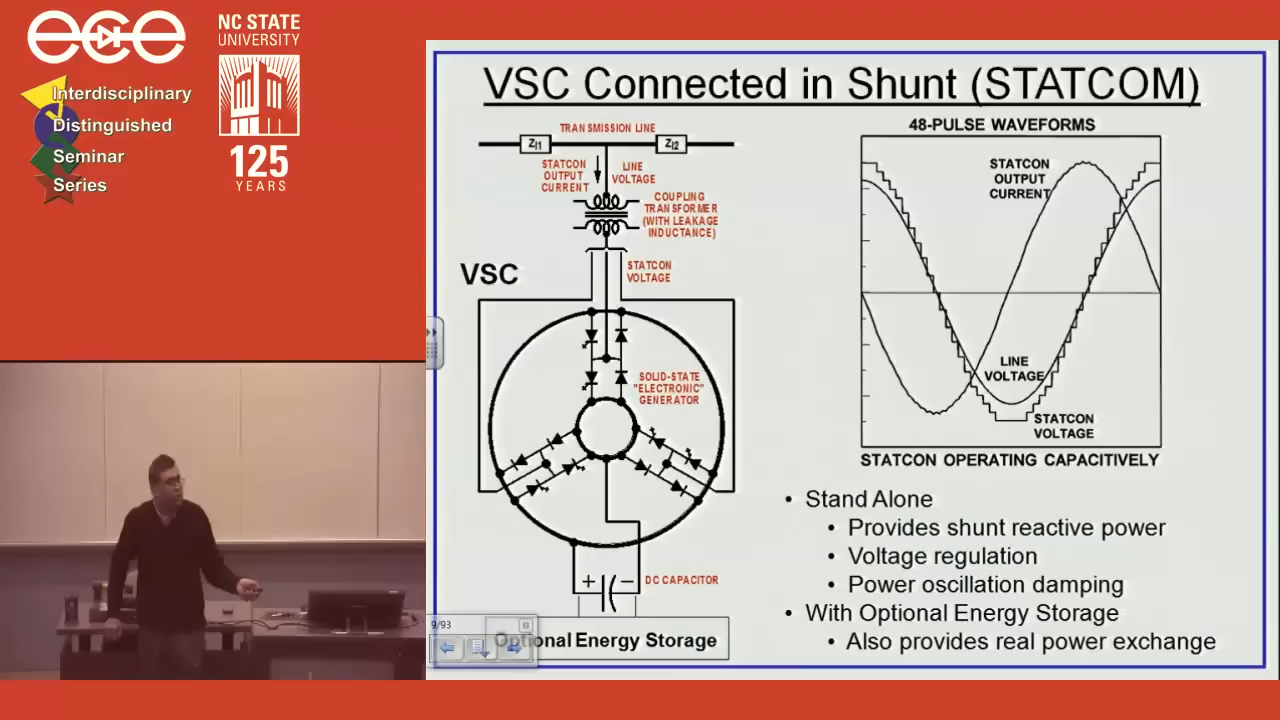 ece
NC STATE
UNIVERSITY
Interdisciplinary
Distinguished
Seminar
Series
125
YEARS
VSC Connected in Shunt (STATCOM)
TRANSMISSION LINE
Zl1
Zl2
STATCON
OUTPUT
CURRENT
LINE
VOLTAGE
COUPLING
TRANSFORMER
(WITH LEAKAGE
INDUCTANCE)
VSC
STATCON
VOLTAGE
SOLID-STATE
"ELECTRONIC"
GENERATOR
+
−
DC CAPACITOR
9/93
Optional Energy Storage
48-PULSE WAVEFORMS
STATCON
OUTPUT
CURRENT
LINE
VOLTAGE
STATCON
VOLTAGE
STATCON OPERATING CAPACITIVELY
• Stand Alone
• Provides shunt reactive power
• Voltage regulation
• Power oscillation damping
• With Optional Energy Storage
• Also provides real power exchange